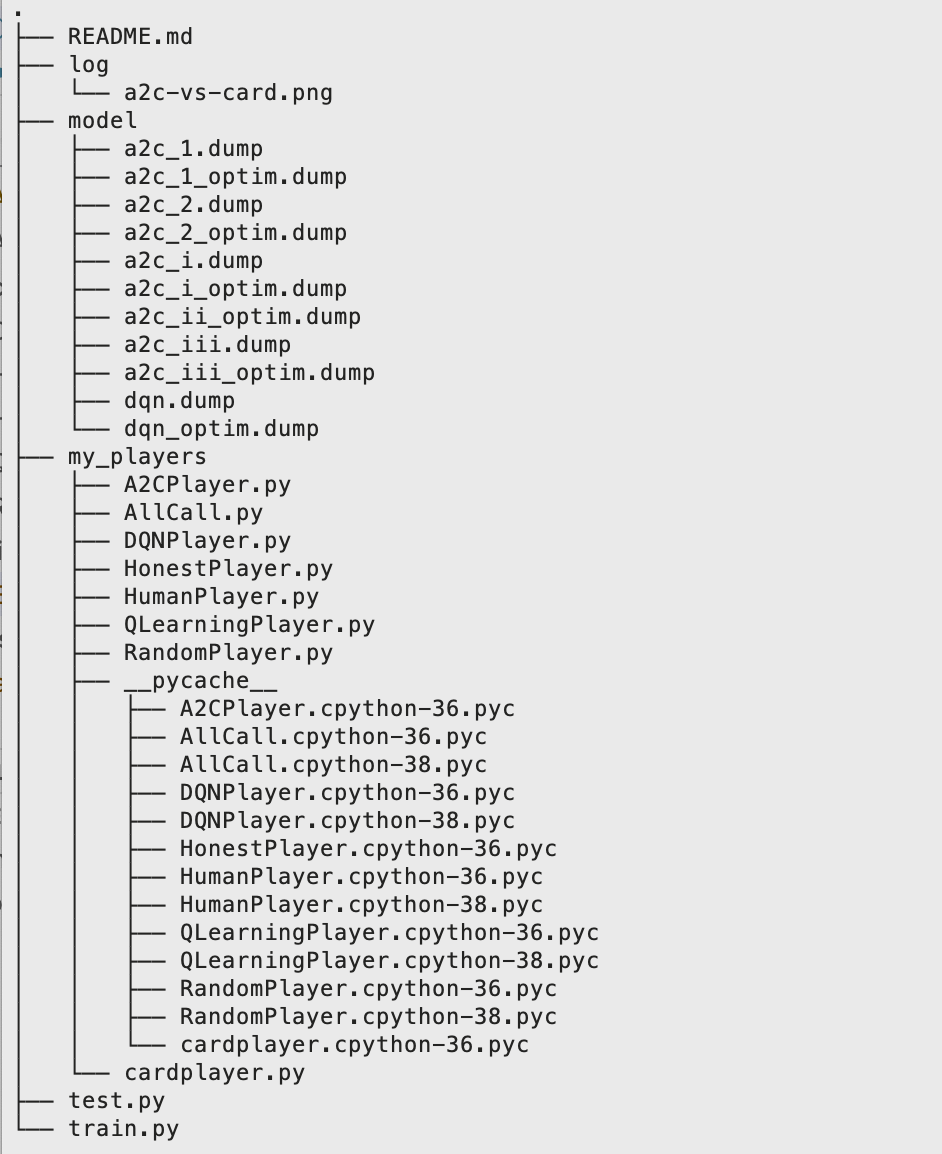 .
├── README.md
├── log
│   └── a2c-vs-card.png
├── model
│   ├── a2c_1.dump
│   ├── a2c_1_optim.dump
│   ├── a2c_2.dump
│   ├── a2c_2_optim.dump
│   ├── a2c_i.dump
│   ├── a2c_i_optim.dump
│   ├── a2c_ii_optim.dump
│   ├── a2c_iii.dump
│   ├── a2c_iii_optim.dump
│   ├── dqn.dump
│   └── dqn_optim.dump
├── my_players
│   ├── A2CPlayer.py
│   ├── AllCall.py
│   ├── DQNPlayer.py
│   ├── HonestPlayer.py
│   ├── HumanPlayer.py
│   ├── QLearningPlayer.py
│   ├── RandomPlayer.py
│   ├── __pycache__
│   │   ├── A2CPlayer.cpython-36.pyc
│   │   ├── AllCall.cpython-36.pyc
│   │   ├── AllCall.cpython-38.pyc
│   │   ├── DQNPlayer.cpython-36.pyc
│   │   ├── DQNPlayer.cpython-38.pyc
│   │   ├── HonestPlayer.cpython-36.pyc
│   │   ├── HumanPlayer.cpython-36.pyc
│   │   ├── HumanPlayer.cpython-38.pyc
│   │   ├── QLearningPlayer.cpython-36.pyc
│   │   ├── QLearningPlayer.cpython-38.pyc
│   │   ├── RandomPlayer.cpython-36.pyc
│   │   ├── RandomPlayer.cpython-38.pyc
│   │   └── cardplayer.cpython-36.pyc
│   └── cardplayer.py
├── test.py
└── train.py